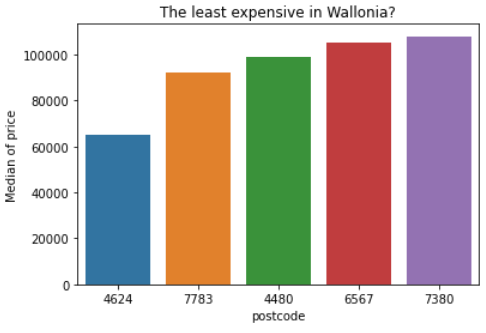 The least expensive in Wallonia?
Median of price
100000
80000
60000
40000
20000
0
4624 7783 4480 6567 7380
postcode